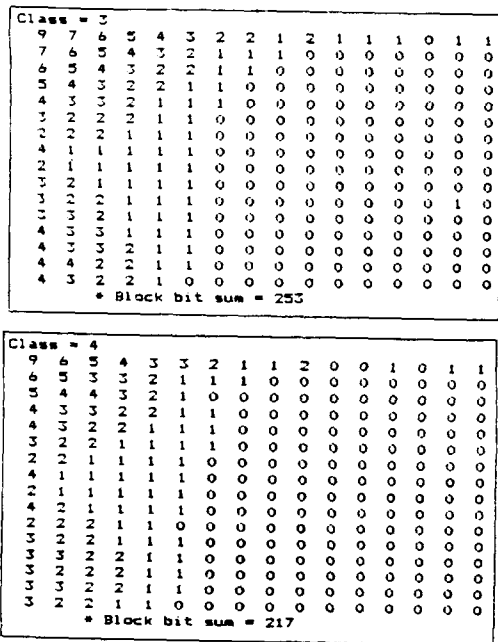 Class = 3
9 7 6 5 4 3 2 2 1 2 1 1 1 0 1 1
7 6 5 4 3 2 1 1 1 0 0 0 0 0 0 0
6 5 4 3 2 2 1 1 0 0 0 0 0 0 0 0
5 4 3 2 2 1 1 0 0 0 0 0 0 0 0 0
4 3 3 2 1 1 1 0 0 0 0 0 0 0 0 0
3 2 2 2 1 1 0 0 0 0 0 0 0 0 0 0
2 2 2 1 1 1 0 0 0 0 0 0 0 0 0 0
4 1 1 1 1 1 0 0 0 0 0 0 0 0 0 0
2 1 1 1 1 1 0 0 0 0 0 0 0 0 0 0
3 2 1 1 1 1 0 0 0 0 0 0 0 0 0 0
3 2 2 1 1 1 0 0 0 0 0 0 0 0 1 0
3 3 2 1 1 1 0 0 0 0 0 0 0 0 0 0
4 3 3 1 1 1 0 0 0 0 0 0 0 0 0 0
4 3 3 2 1 1 0 0 0 0 0 0 0 0 0 0
4 4 2 2 1 1 0 0 0 0 0 0 0 0 0 0
4 3 2 2 1 0 0 0 0 0 0 0 0 0 0 0
* Block bit sum = 253
Class = 4
9 6 5 4 3 3 2 1 1 2 0 0 1 0 1 1
6 5 3 3 2 1 1 1 0 0 0 0 0 0 0 0
5 4 4 3 2 1 0 0 0 0 0 0 0 0 0 0
4 3 3 2 2 1 1 0 0 0 0 0 0 0 0 0
4 3 2 2 1 1 1 0 0 0 0 0 0 0 0 0
3 2 2 1 1 1 1 0 0 0 0 0 0 0 0 0
2 2 1 1 1 1 0 0 0 0 0 0 0 0 0 0
4 1 1 1 1 1 0 0 0 0 0 0 0 0 0 0
2 1 1 1 1 1 0 0 0 0 0 0 0 0 0 0
4 2 1 1 1 1 0 0 0 0 0 0 0 0 0 0
2 2 2 1 1 0 0 0 0 0 0 0 0 0 0 0
3 2 2 1 1 1 0 0 0 0 0 0 0 0 0 0
3 3 2 2 1 1 0 0 0 0 0 0 0 0 0 0
3 2 2 2 1 1 0 0 0 0 0 0 0 0 0 0
3 3 2 2 1 1 0 0 0 0 0 0 0 0 0 0
3 2 2 1 1 0 0 0 0 0 0 0 0 0 0 0
* Block bit sum = 217